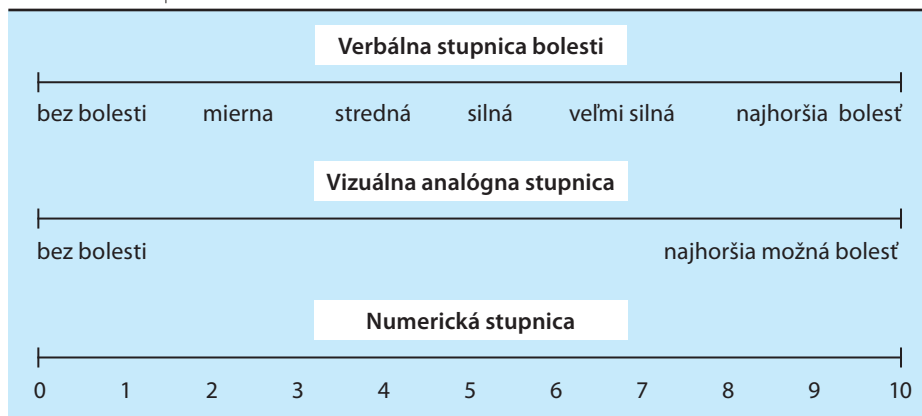 Verbálna stupnica bolesti
bez bolesti mierna stredná silná veľmi silná najhoršia bolesť
Vizuálna analógna stupnica
bez bolesti najhoršia možná bolesť
Numerická stupnica
0 1 2 3 4 5 6 7 8 9 10